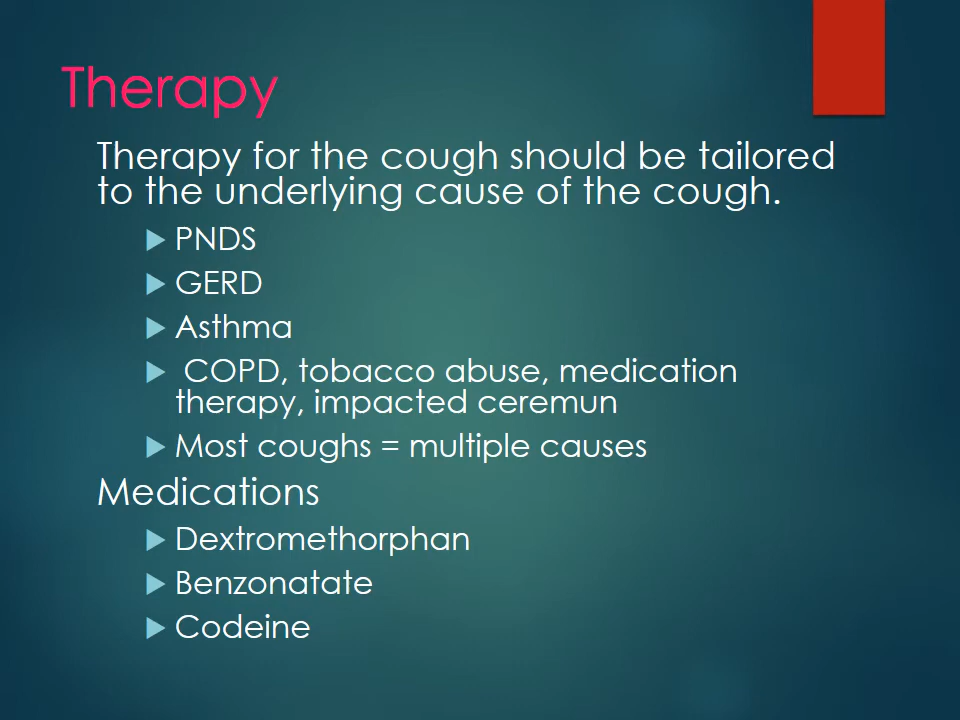 Therapy
Therapy for the cough should be tailored
to the underlying cause of the cough.
PNDS
GERD
Asthma
COPD, tobacco abuse, medication
therapy, impacted ceremun
Most coughs = multiple causes
Medications
Dextromethorphan
Benzonatate
Codeine